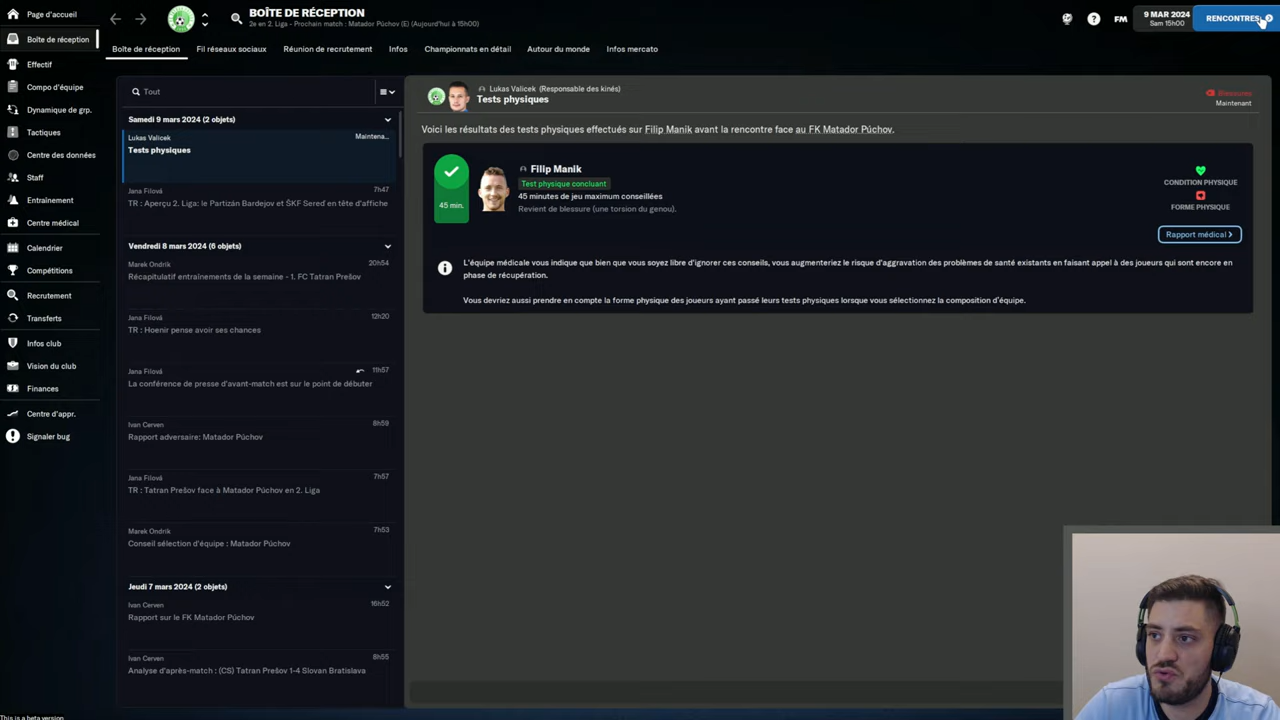 Page d'accueil
Boîte de réception
Effectif
Compo d'équipe
Dynamique de grp.
Tactiques
Centre des données
Staff
Entrainement
Centre médical
Calendrier
Compétitions
Recrutement
Transferts
Infos club
Vision du club
Finances
Centre d'appr.
Signaler bug
This is a beta version
BOÎTE DE RÉCEPTION
2e en 2. Liga - Prochain match : Matador Púchov (E) (Aujourd'hui à 15h00)
FM
9 MAR 2024
Sam 15h00
RENCONTRES
Boîte de réception
Fil réseaux sociaux
Réunion de recrutement
Infos
Championnats en détail
Autour du monde
Infos mercato
Tout
Samedi 9 mars 2024 (2 objets)
Lukas Valicek Maintena...
Tests physiques
Jana Filová 7h47
TR : Aperçu 2. Liga: le Partizán Bardejov et ŠKF Sered en tête d'affiche
Vendredi 8 mars 2024 (6 objets)
Marek Ondrik 20h54
Récapitulatif entraînements de la semaine - 1. FC Tatran Prešov
Jana Filová 12h20
TR : Hoenir pense avoir ses chances
Jana Filová 11h57
La conférence de presse d'avant-match est sur le point de débuter
Ivan Cerven 8h59
Rapport adversaire: Matador Púchov
Jana Filová 7h57
TR : Tatran Prešov face à Matador Púchov en 2. Liga
Marek Ondrik 7h53
Conseil sélection d'équipe : Matador Púchov
Jeudi 7 mars 2024 (2 objets)
Ivan Cerven 16h52
Rapport sur le FK Matador Púchov
Ivan Cerven 8h55
Analyse d'après-match : (CS) Tatran Prešov 1-4 Slovan Bratislava
Lukas Valicek (Responsable des kinés)
Tests physiques
Blessures
Maintenant
Voici les résultats des tests physiques effectués sur Filip Manik avant la rencontre face au FK Matador Púchov.
45 min.
Filip Manik
Test physique concluant
45 minutes de jeu maximum conseillées
Revient de blessure (une torsion du genou).
CONDITION PHYSIQUE
FORME PHYSIQUE
Rapport médical
L'équipe médicale vous indique que bien que vous soyez libre d'ignorer ces conseils, vous augmenteriez le risque d'aggravation des problèmes de santé existants en faisant appel à des joueurs qui sont encore en
phase de récupération.
Vous devriez aussi prendre en compte la forme physique des joueurs ayant passé leurs tests physiques lorsque vous sélectionnez la composition d'équipe.